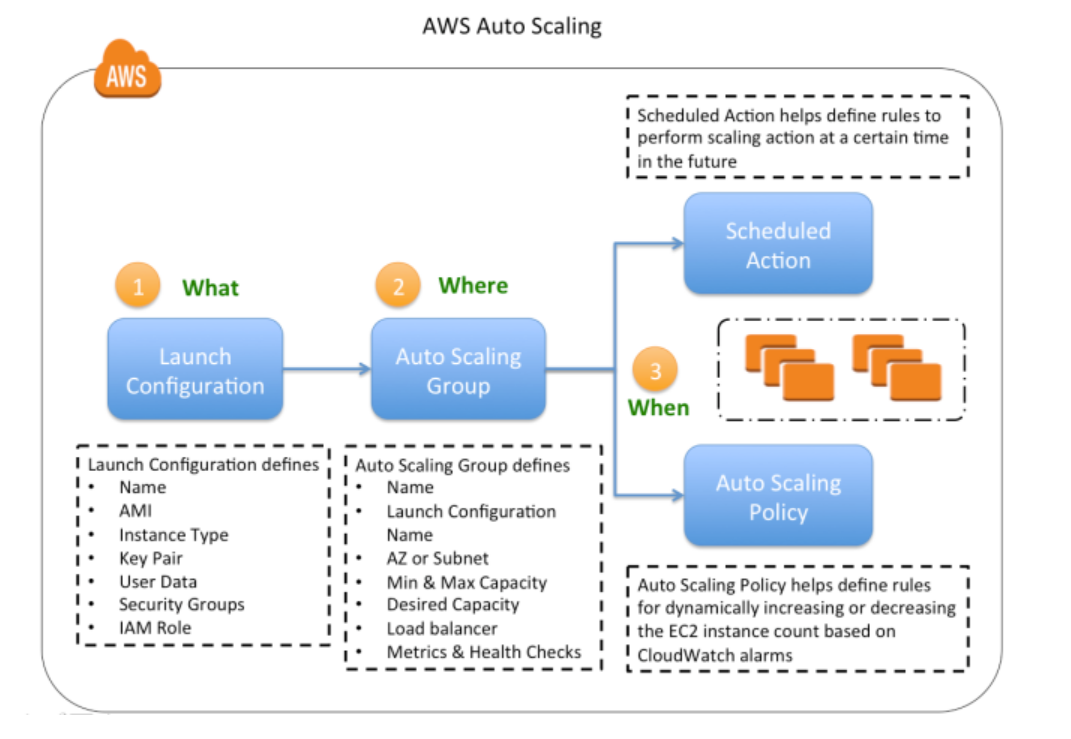 AWS Auto Scaling
AWS
Scheduled Action helps define rules to
perform scaling action at a certain time
in the future
Scheduled
Action
1 What
2 Where
Launch
Configuration
Auto Scaling
Group
3
When
Launch Configuration defines
• Name
• AMI
• Instance Type
• Key Pair
• User Data
• Security Groups
• IAM Role
Auto Scaling Group defines
• Name
• Launch Configuration
Name
• AZ or Subnet
• Min & Max Capacity
• Desired Capacity
• Load balancer
• Metrics & Health Checks
Auto Scaling
Policy
Auto Scaling Policy helps define rules
for dynamically increasing or decreasing
the EC2 instance count based on
CloudWatch alarms